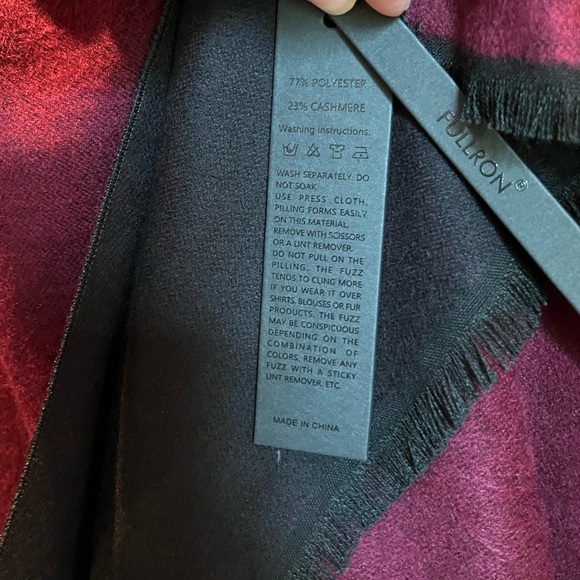 77% POLYESTER
23% CASHMERE
Washing instructions:
WASH SEPARATELY. DO
NOT SOAK.
USE PRESS CLOTH,
PILLING FORMS EASILY
ON THIS MATERIAL.
REMOVE WITH SCISSORS
OR A LINT REMOVER.
DO NOT PULL ON THE
PILLING. THE FUZZ
TENDS TO CLING MORE
IF YOU WEAR IT OVER
SHIRTS, BLOUSES OR FUR
PRODUCTS. THE FUZZ
MAY BE CONSPICUOUS
DEPENDING ON THE
COMBINATION OF
COLORS. REMOVE ANY
FUZZ WITH A STICKY
LINT REMOVER, ETC.
MADE IN CHINA
FULLRON®